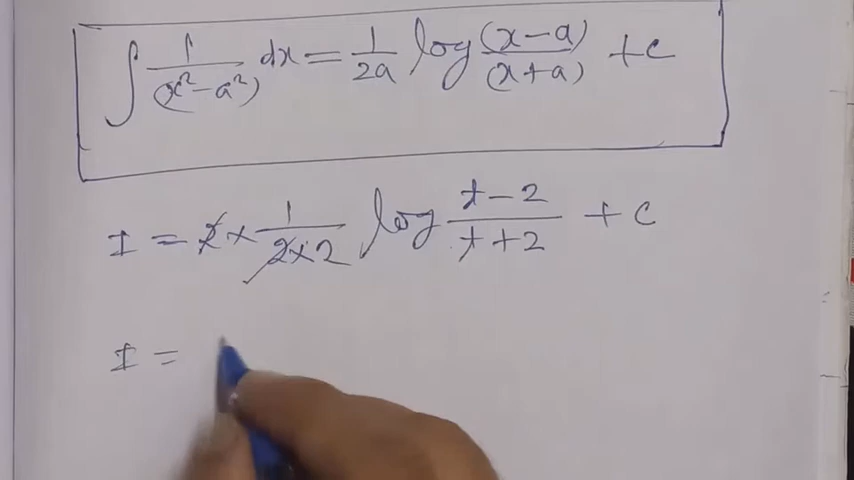 ∫ 1/(x²-a²) dx = 1/2a log (x-a)/(x+a) + c
I = 2 × 1/2×2 log t-2/t+2 + c
I =